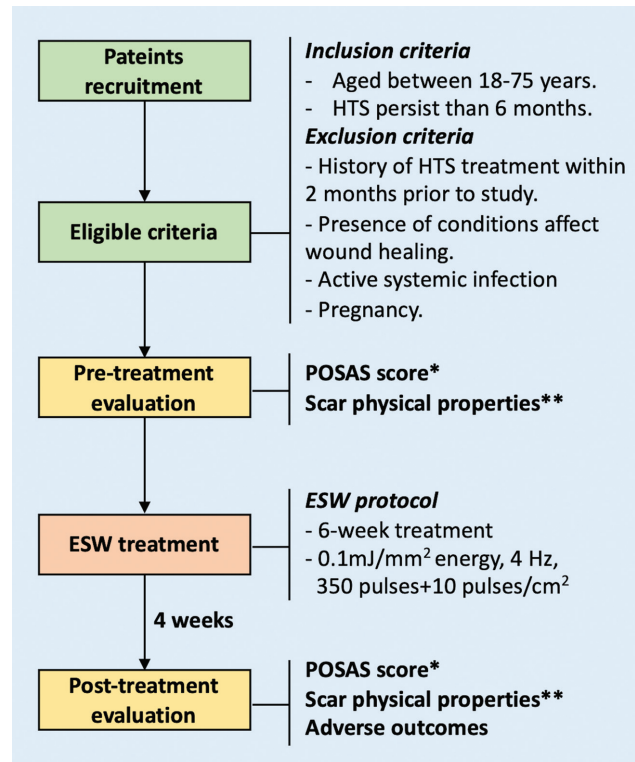 Pateints
recruitment
Inclusion criteria
- Aged between 18-75 years.
- HTS persist than 6 months.
Exclusion criteria
- History of HTS treatment within
2 months prior to study.
- Presence of conditions affect
wound healing.
- Active systemic infection
- Pregnancy.
Eligible criteria
Pre-treatment
evaluation
POSAS score*
Scar physical properties**
ESW treatment
ESW protocol
- 6-week treatment
- 0.1mJ/mm² energy, 4 Hz,
350 pulses+10 pulses/cm²
4 weeks
Post-treatment
evaluation
POSAS score*
Scar physical properties**
Adverse outcomes